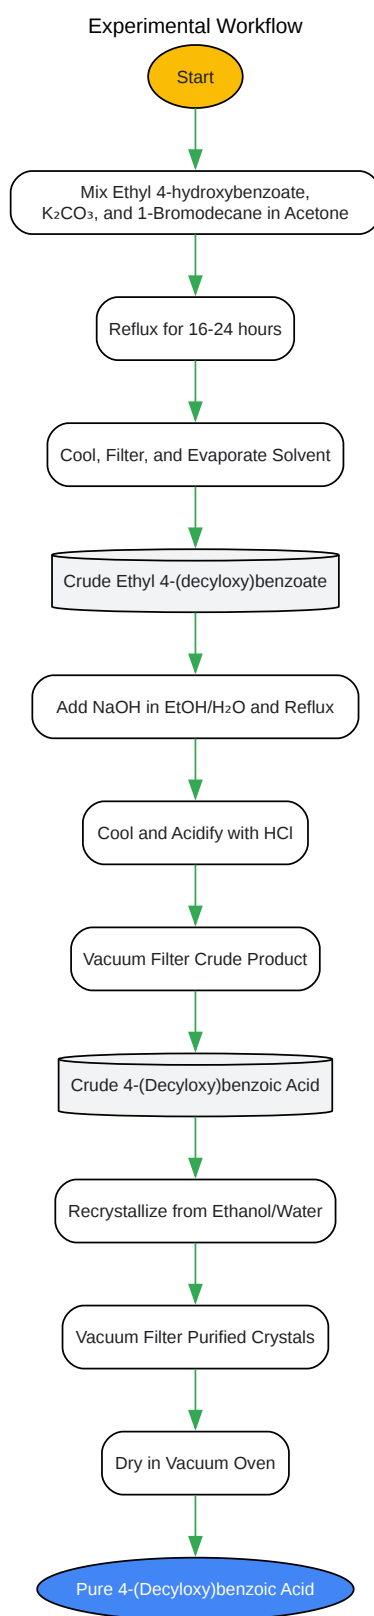 Experimental Workflow
Start
Mix Ethyl 4-hydroxybenzoate,
K₂CO₃, and 1-Bromodecane in Acetone
Reflux for 16-24 hours
Cool, Filter, and Evaporate Solvent
Crude Ethyl 4-(decyloxy)benzoate
Add NaOH in EtOH/H₂O and Reflux
Cool and Acidify with HCl
Vacuum Filter Crude Product
Crude 4-(Decyloxy)benzoic Acid
Recrystallize from Ethanol/Water
Vacuum Filter Purified Crystals
Dry in Vacuum Oven
Pure 4-(Decyloxy)benzoic Acid